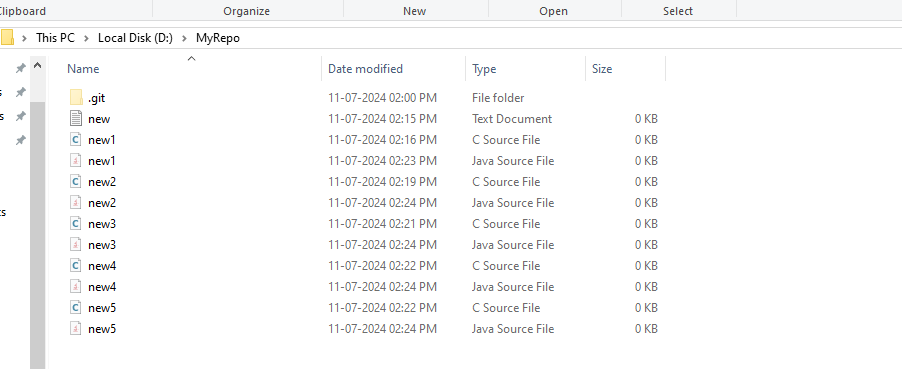 Clipboard Organize New Open Select
This PC > Local Disk (D:) > MyRepo
Name Date modified Type Size
.git 11-07-2024 02:00 PM File folder
new 11-07-2024 02:15 PM Text Document 0 KB
new1 11-07-2024 02:16 PM C Source File 0 KB
new1 11-07-2024 02:23 PM Java Source File 0 KB
new2 11-07-2024 02:19 PM C Source File 0 KB
new2 11-07-2024 02:24 PM Java Source File 0 KB
new3 11-07-2024 02:21 PM C Source File 0 KB
new3 11-07-2024 02:24 PM Java Source File 0 KB
new4 11-07-2024 02:22 PM C Source File 0 KB
new4 11-07-2024 02:24 PM Java Source File 0 KB
new5 11-07-2024 02:22 PM C Source File 0 KB
new5 11-07-2024 02:24 PM Java Source File 0 KB